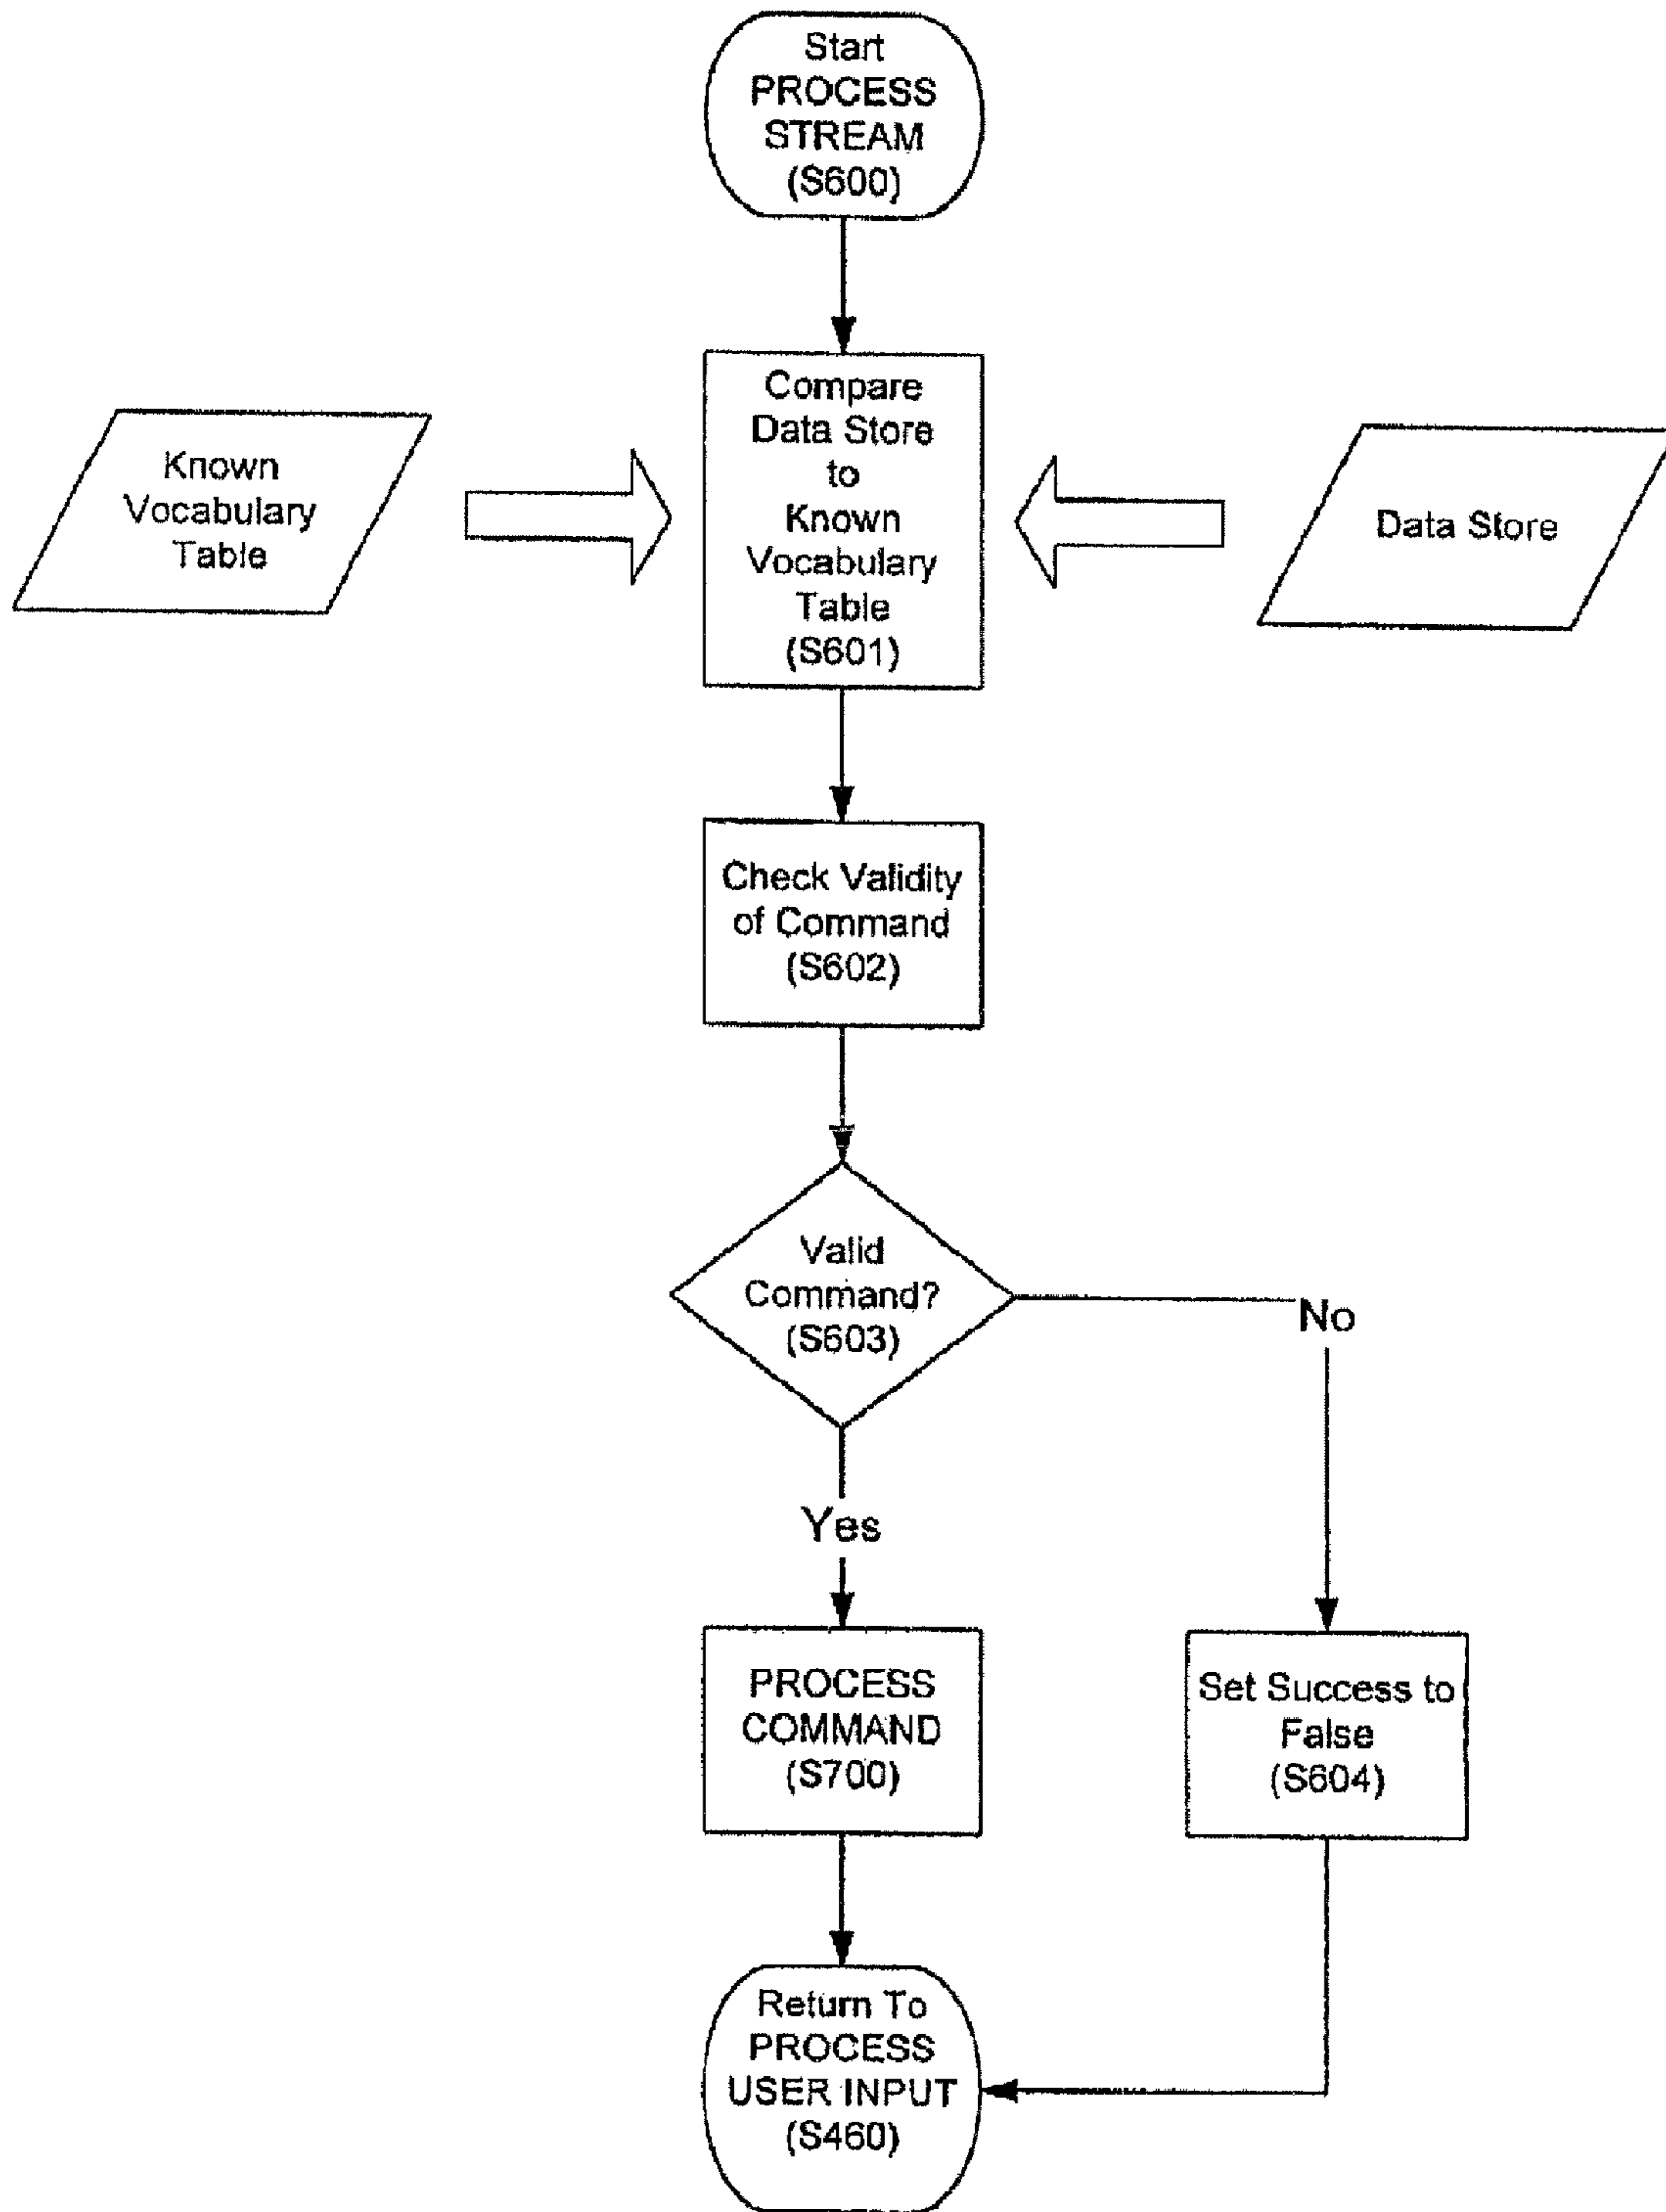 Start
PROCESS
STREAM
(S600)
Known
Vocabulary
Table
Compare
Data Store
to
Known
Vocabulary
Table
(S601)
Data Store
Check Validity
of Command
(S602)
Valid
Command?
(S603)
No
Yes
PROCESS
COMMAND
(S700)
Set Success to
False
(S604)
Return To
PROCESS
USER INPUT
(S460)